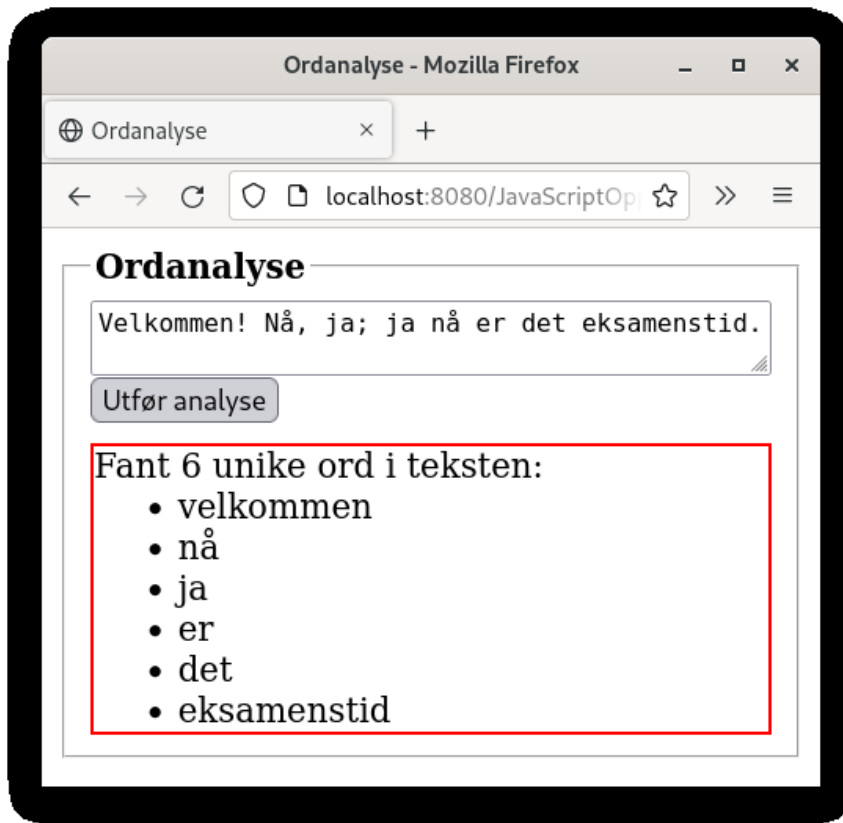 Ordanalyse - Mozilla Firefox
Ordanalyse
localhost:8080/JavaScriptOp
Ordanalyse
Velkommen! Nå, ja; ja nå er det eksamenstid.
Utfør analyse
Fant 6 unike ord i teksten:
• velkommen
• nå
• ja
• er
• det
• eksamenstid